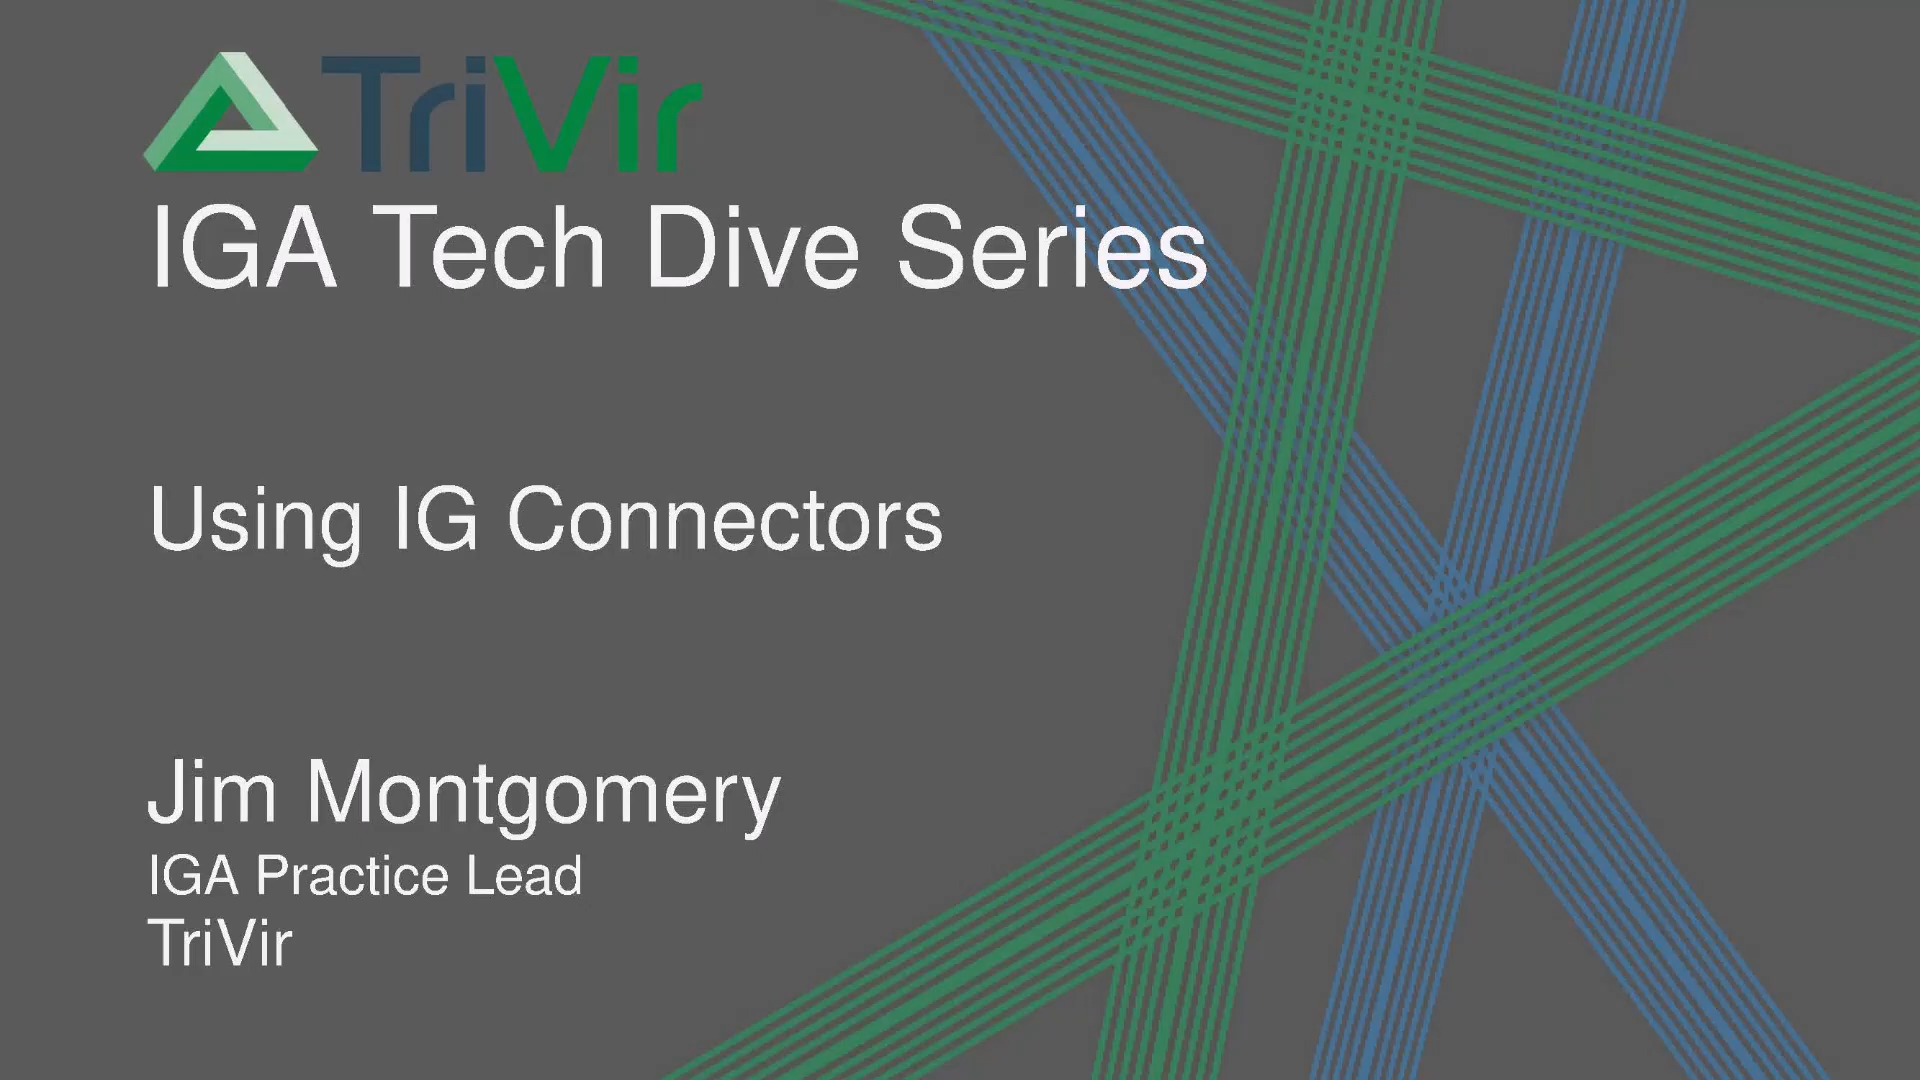 TriVir
IGA Tech Dive Series
Using IG Connectors
Jim Montgomery
IGA Practice Lead
TriVir